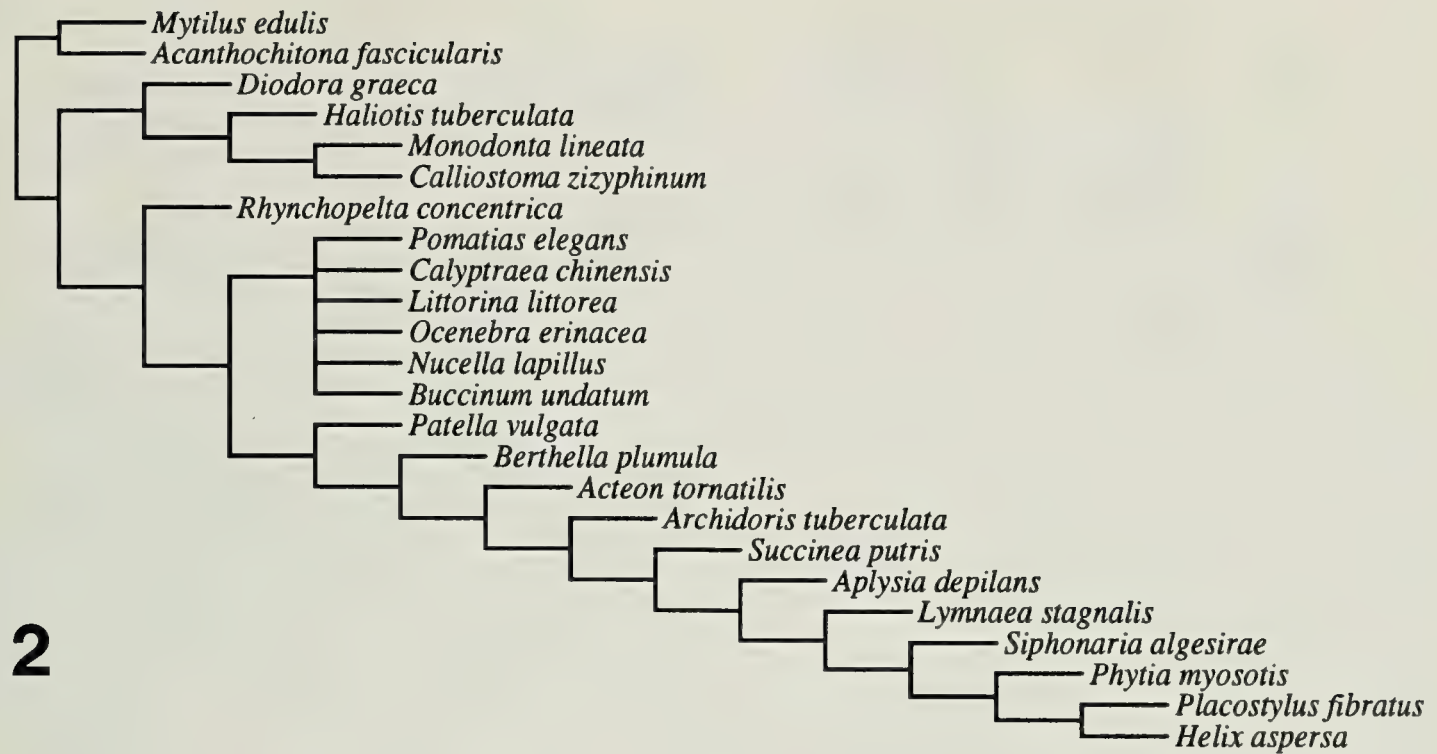 Mytilus edulis
Acanthochitona fascicularis
Diodora graeca
Haliotis tuberculata
Monodonta lineata
Calliostoma zizyphinum
Rhynchopelta concentrica
Pomatias elegans
Calyptraea chinensis
Littorina littorea
Ocenebra erinacea
Nucella lapillus
Buccinum undatum
Patella vulgata
Berthella plumula
Acteon tornatilis
Archidoris tuberculata
Succinea putris
Aplysia depilans
Lymnaea stagnalis
Siphonaria algesirae
Phytia myosotis
Placostylus fibratus
Helix aspersa
2